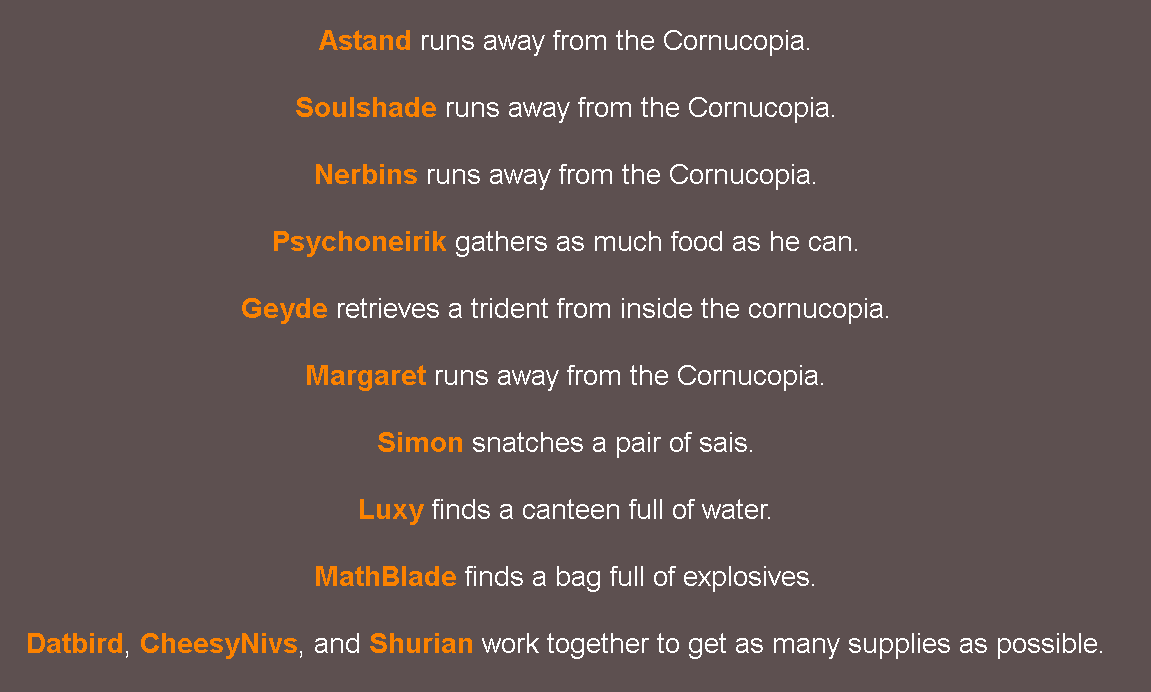 Astand runs away from the Cornucopia.
Soulshade runs away from the Cornucopia.
Nerbins runs away from the Cornucopia.
Psychoneirik gathers as much food as he can.
Geyde retrieves a trident from inside the cornucopia.
Margaret runs away from the Cornucopia.
Simon snatches a pair of sais.
Luxy finds a canteen full of water.
MathBlade finds a bag full of explosives.
Datbird, CheesyNivs, and Shurian work together to get as many supplies as possible.